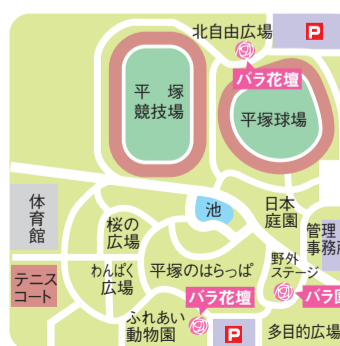 北自由広場
P
バラ花壇
平塚
競技場
平塚球場
体
育
館
池
日本
庭園
桜の
広場
管理
事務所
野外
ステージ
テニス
コート
わんぱく
広場
平塚のはらっぱ
バラ花壇
バラ
ふれあい
動物園
P
多目的広場